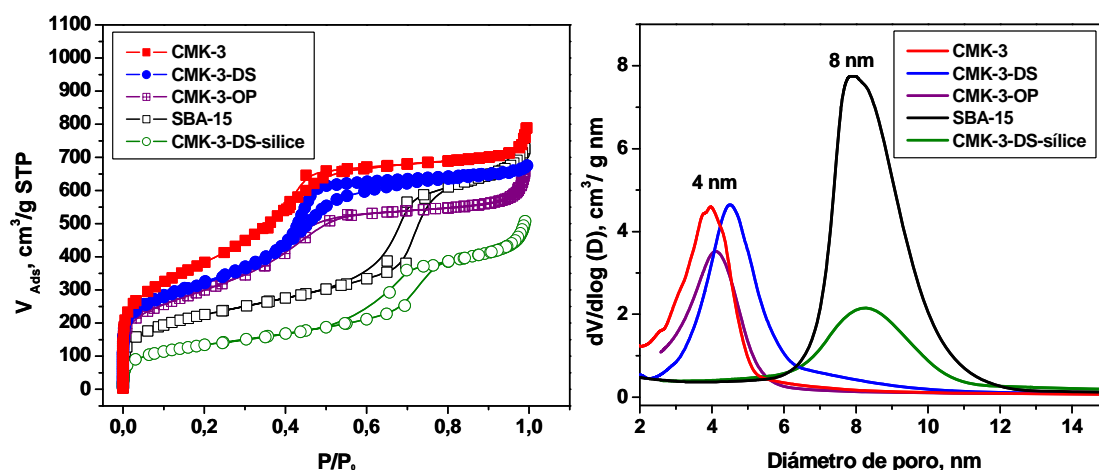 1100
1000
900
800
700
600
500
400
300
200
100
0
V Ads, cm³/g STP
CMK-3
CMK-3-DS
CMK-3-OP
SBA-15
CMK-3-DS-silice
0,0 0,2 0,4 0,6 0,8 1,0
P/P₀
8
6
4
2
0
dV/dlog (D), cm³/ g nm
4 nm
8 nm
CMK-3
CMK-3-DS
CMK-3-OP
SBA-15
CMK-3-DS-sílice
2 4 6 8 10 12 14
Diámetro de poro, nm